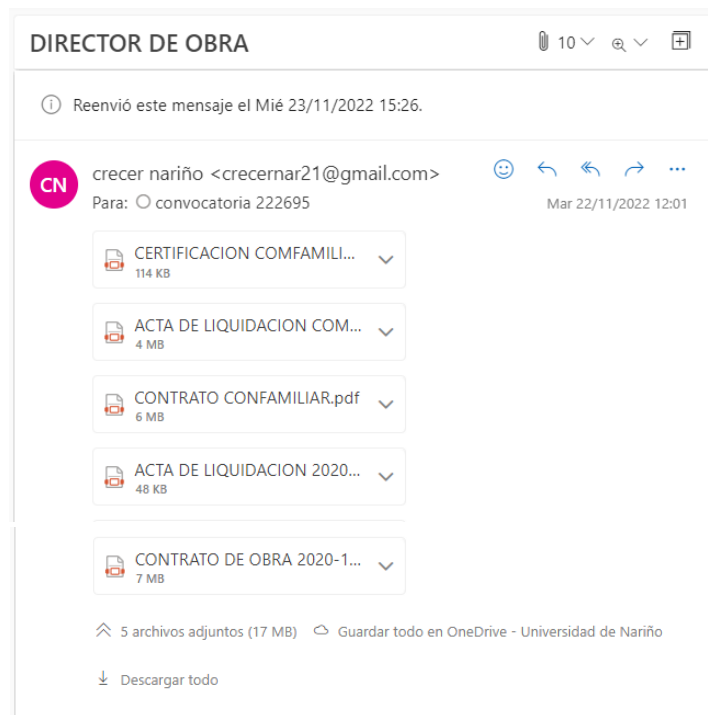 DIRECTOR DE OBRA 10
Reenvió este mensaje el Mié 23/11/2022 15:26.
CN crecer nariño <crecernar21@gmail.com>
Para: convocatoria 222695 Mar 22/11/2022 12:01
CERTIFICACION COMFAMILI...
114 KB
ACTA DE LIQUIDACION COM...
4 MB
CONTRATO CONFAMILIAR.pdf
6 MB
ACTA DE LIQUIDACION 2020...
48 KB
CONTRATO DE OBRA 2020-1...
7 MB
5 archivos adjuntos (17 MB) Guardar todo en OneDrive - Universidad de Nariño
Descargar todo